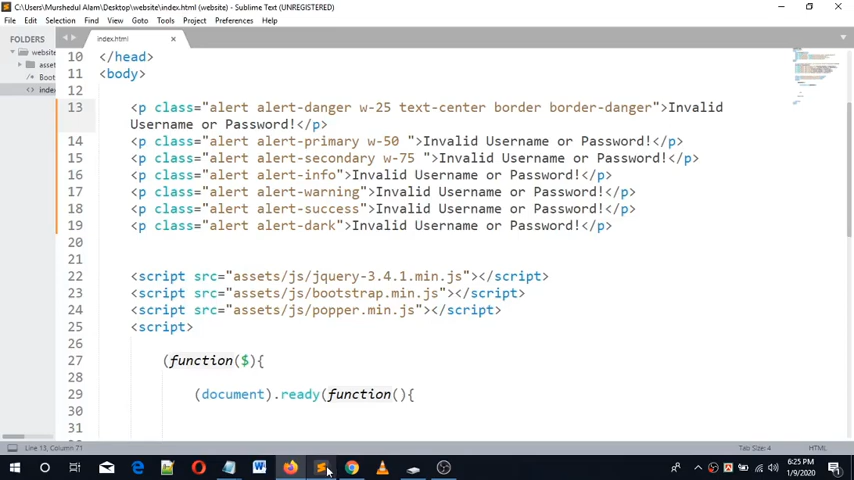 C:\Users\Murshedul Alam\Desktop\website\index.html (website) - Sublime Text (UNREGISTERED)
File Edit Selection Find View Goto Tools Project Preferences Help
FOLDERS
website
asset
Boot
index
index.html
10 </head>
11 <body>
12
13 <p class="alert alert-danger w-25 text-center border border-danger">Invalid
Username or Password!</p>
14 <p class="alert alert-primary w-50 ">Invalid Username or Password!</p>
15 <p class="alert alert-secondary w-75 ">Invalid Username or Password!</p>
16 <p class="alert alert-info">Invalid Username or Password!</p>
17 <p class="alert alert-warning">Invalid Username or Password!</p>
18 <p class="alert alert-success">Invalid Username or Password!</p>
19 <p class="alert alert-dark">Invalid Username or Password!</p>
20
21
22 <script src="assets/js/jquery-3.4.1.min.js"></script>
23 <script src="assets/js/bootstrap.min.js"></script>
24 <script src="assets/js/popper.min.js"></script>
25 <script>
26
27 (function($){
28
29 (document).ready(function(){
30
31
Line 13, Column 71
Tab Size: 4
HTML
6:25 PM
1/9/2020